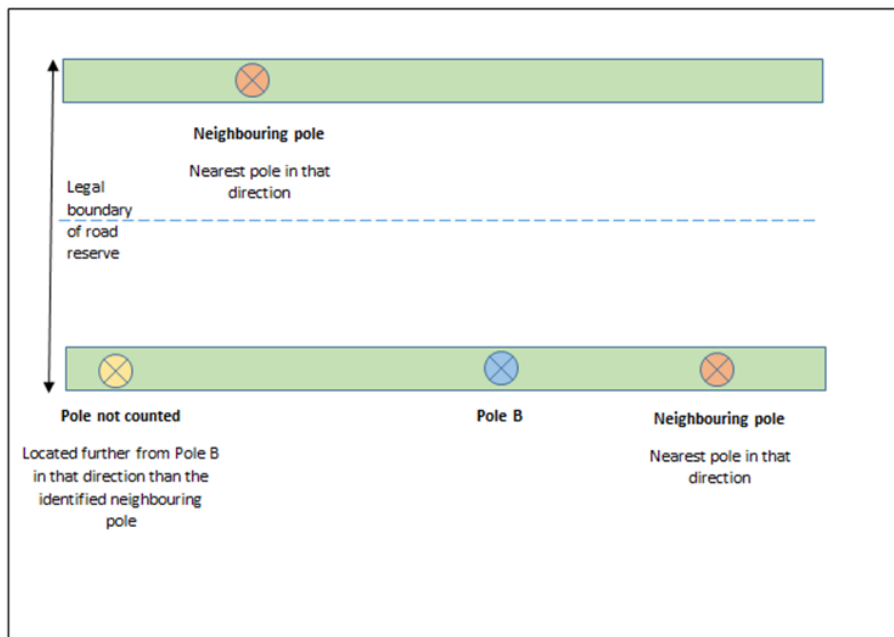 Neighbouring pole
Nearest pole in that
direction
Legal
boundary
of road
reserve
Pole not counted
Located further from Pole B
in that direction than the
identified neighbouring
pole
Pole B
Neighbouring pole
Nearest pole in that
direction